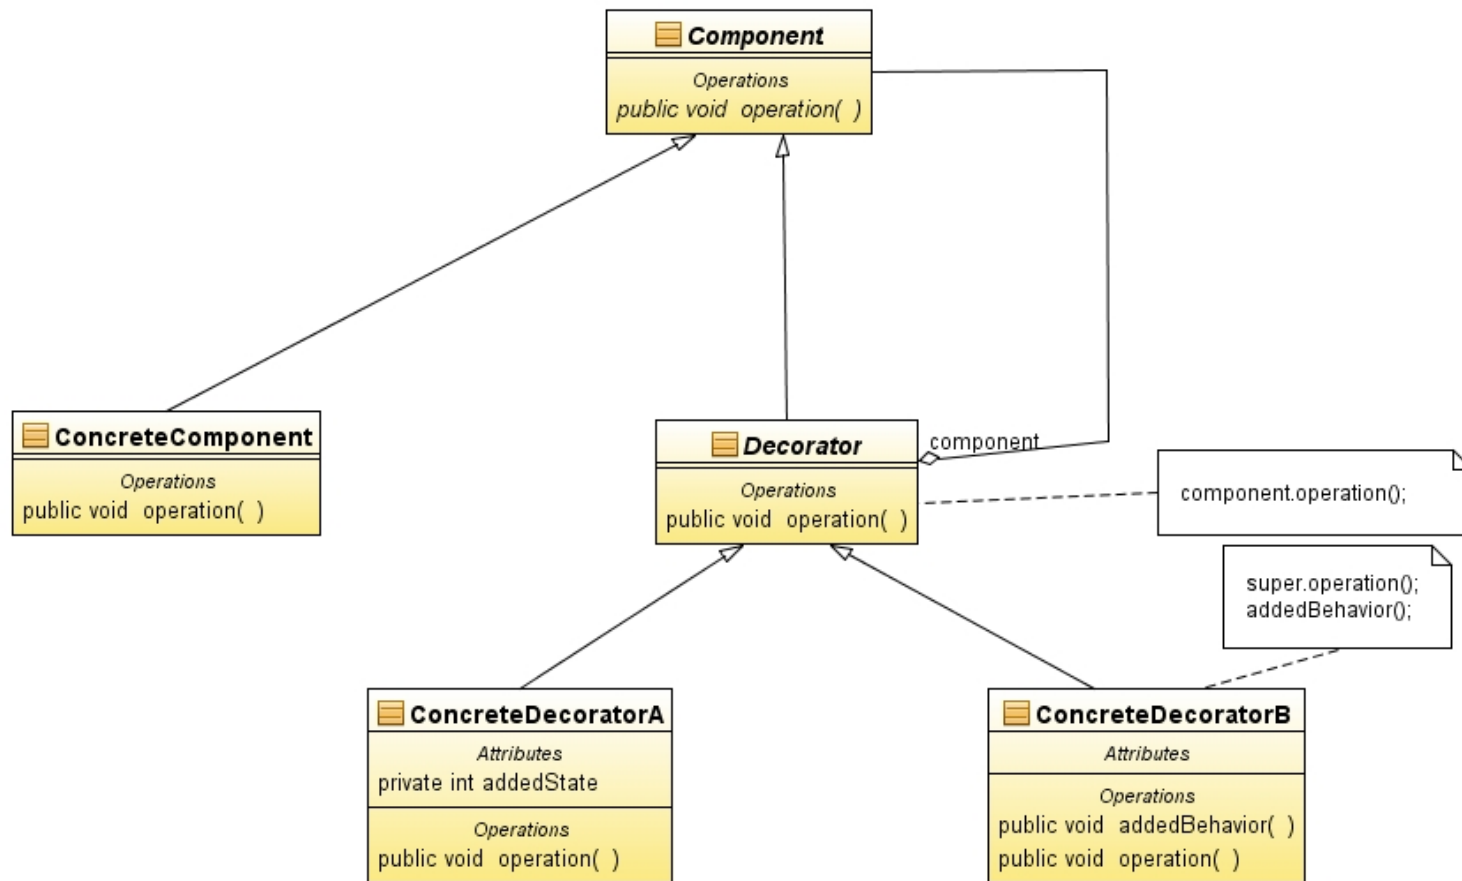 Component
Operations
public void operation( )
ConcreteComponent
Operations
public void operation( )
Decorator
Operations
public void operation( )
component
component.operation();
super.operation();
addedBehavior();
ConcreteDecoratorA
Attributes
private int addedState
Operations
public void operation( )
ConcreteDecoratorB
Attributes
Operations
public void addedBehavior( )
public void operation( )